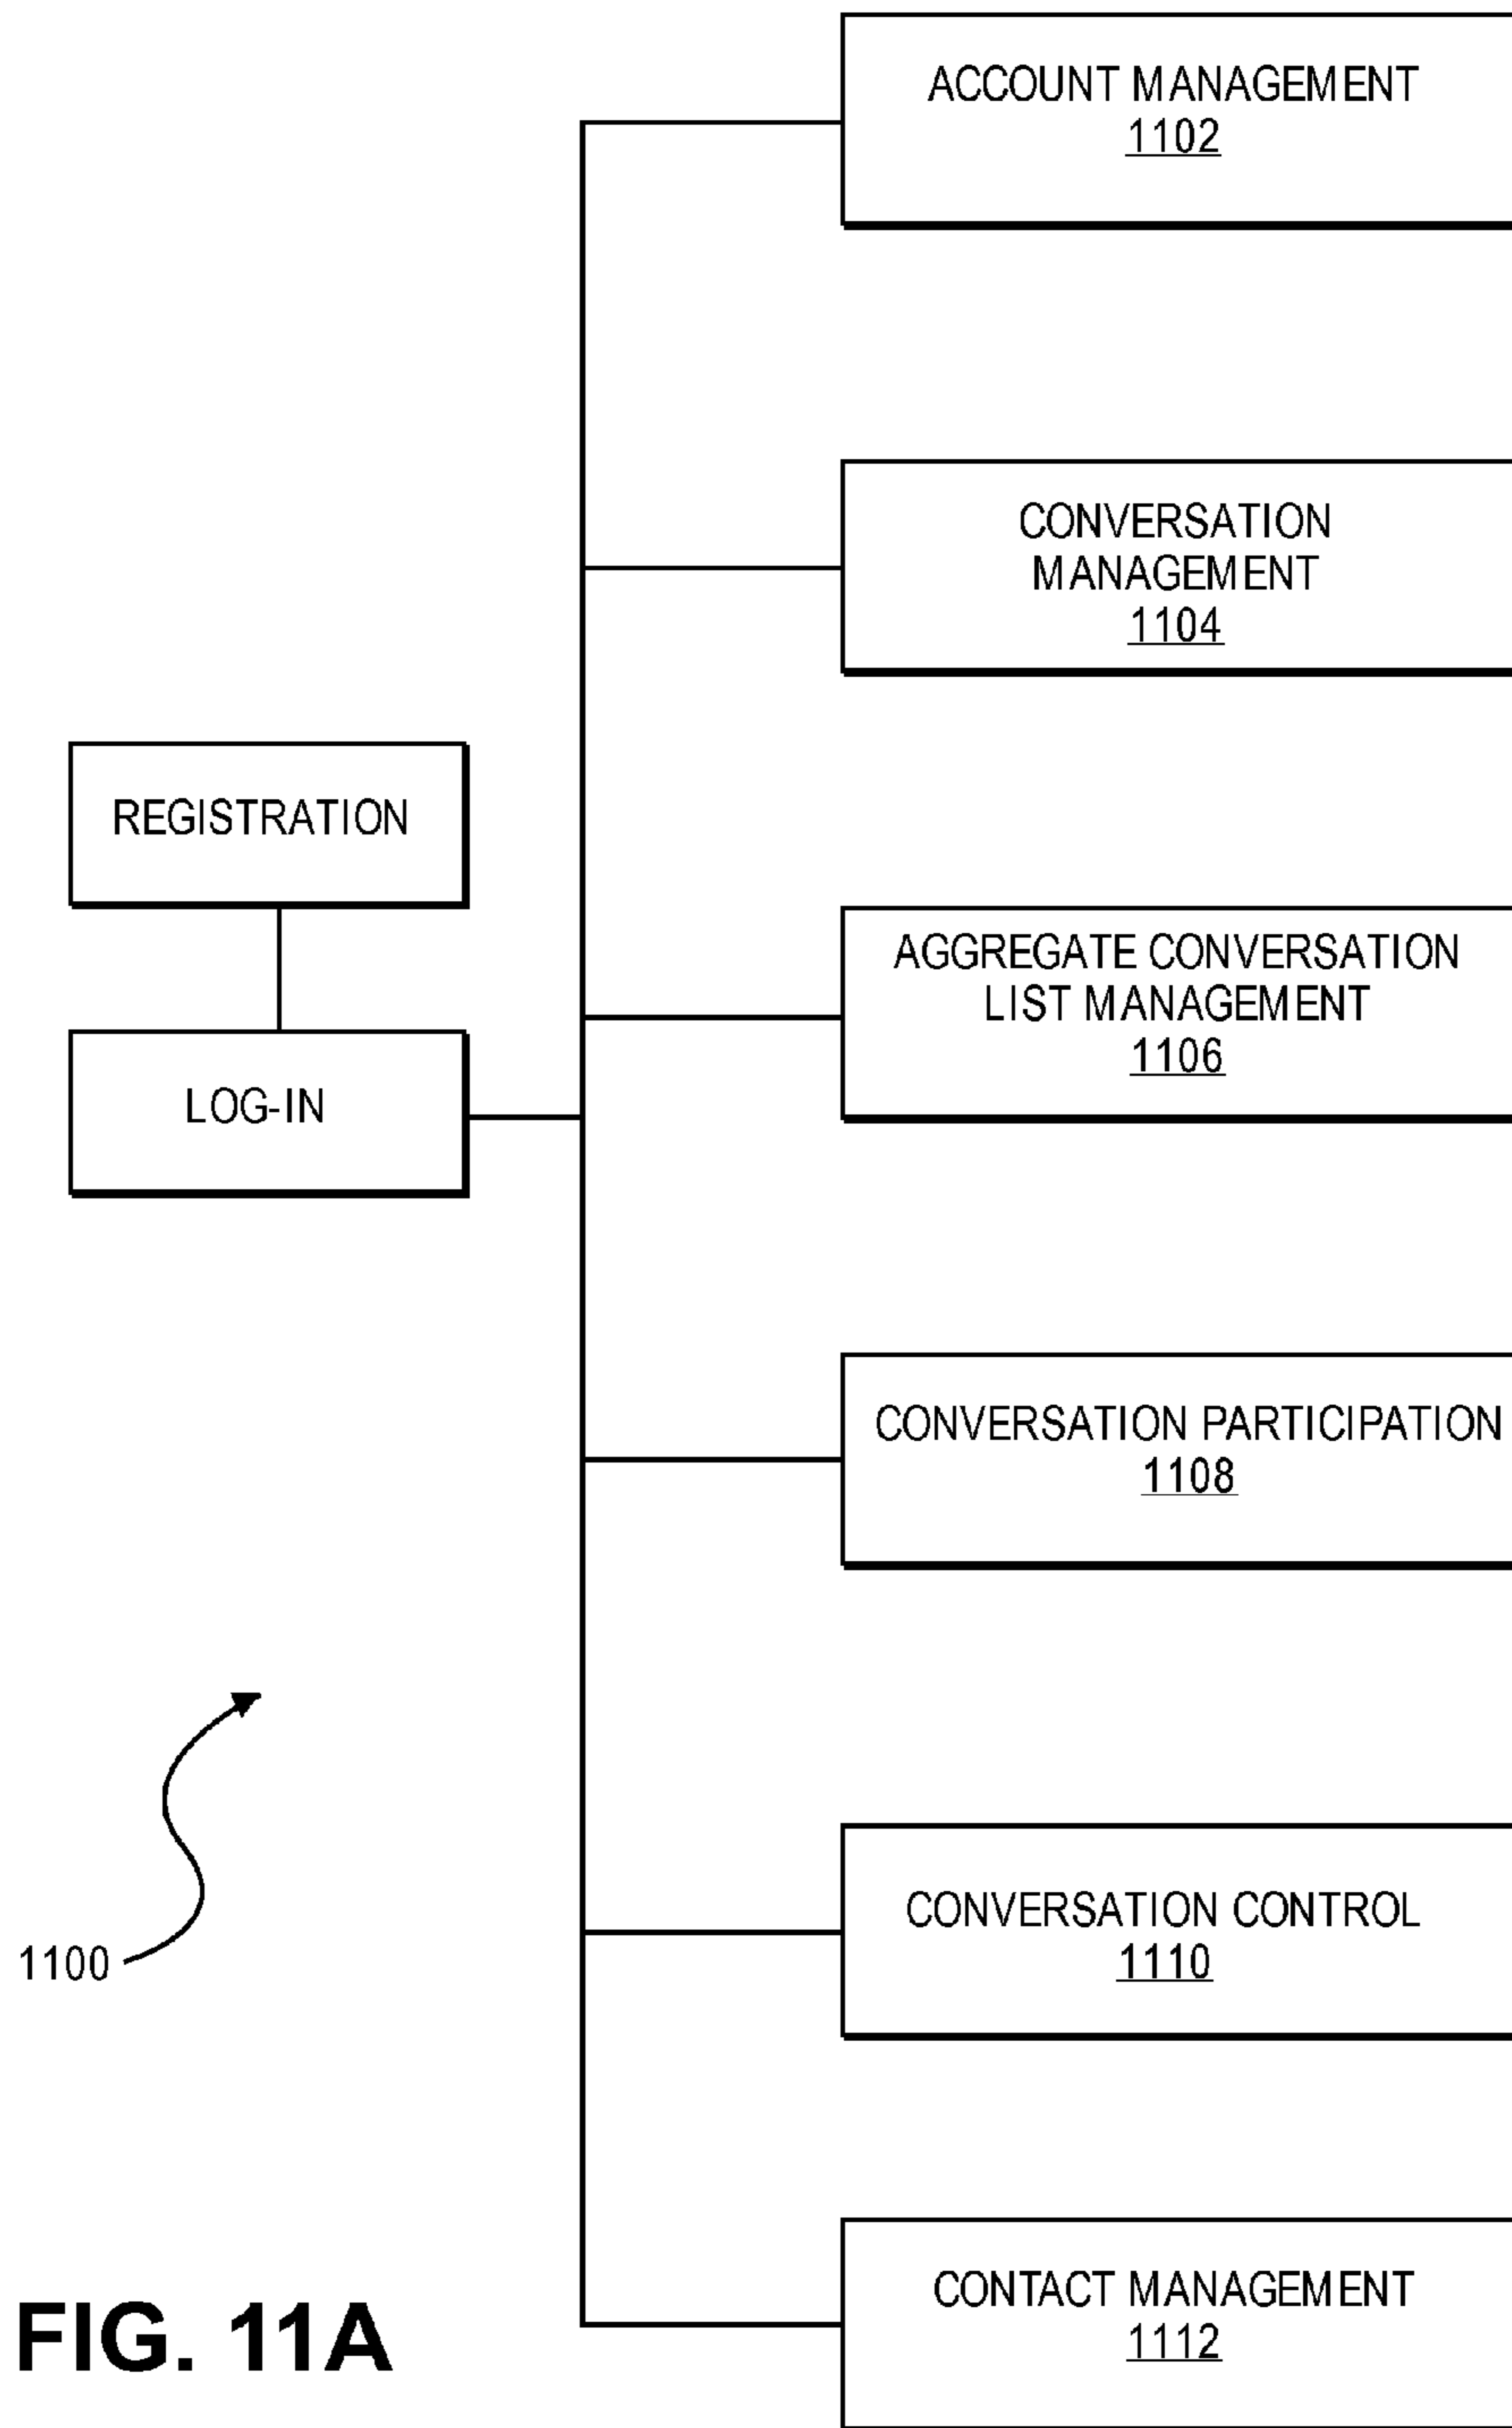 ACCOUNT MANAGEMENT
1102
CONVERSATION
MANAGEMENT
1104
REGISTRATION
AGGREGATE CONVERSATION
LIST MANAGEMENT
1106
LOG-IN
CONVERSATION PARTICIPATION
1108
CONVERSATION CONTROL
1110
1100
CONTACT MANAGEMENT
1112
FIG. 11A